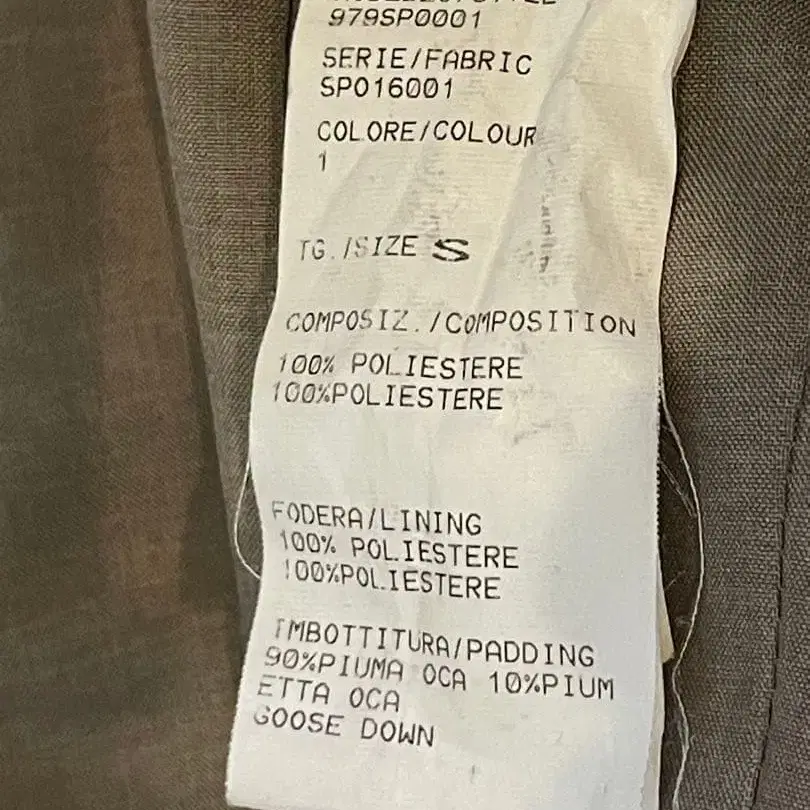 979SP0001
SERIE/FABRIC
SP016001
COLORE/COLOUR
1
TG./SIZE S
COMPOSIZ./COMPOSITION
100% POLIESTERE
100%POLIESTERE
FODERA/LINING
100% POLIESTERE
100%POLIESTERE
IMBOTTITURA/PADDING
90%PIUMA OCA 10%PIUM
ETTA OCA
GOOSE DOWN